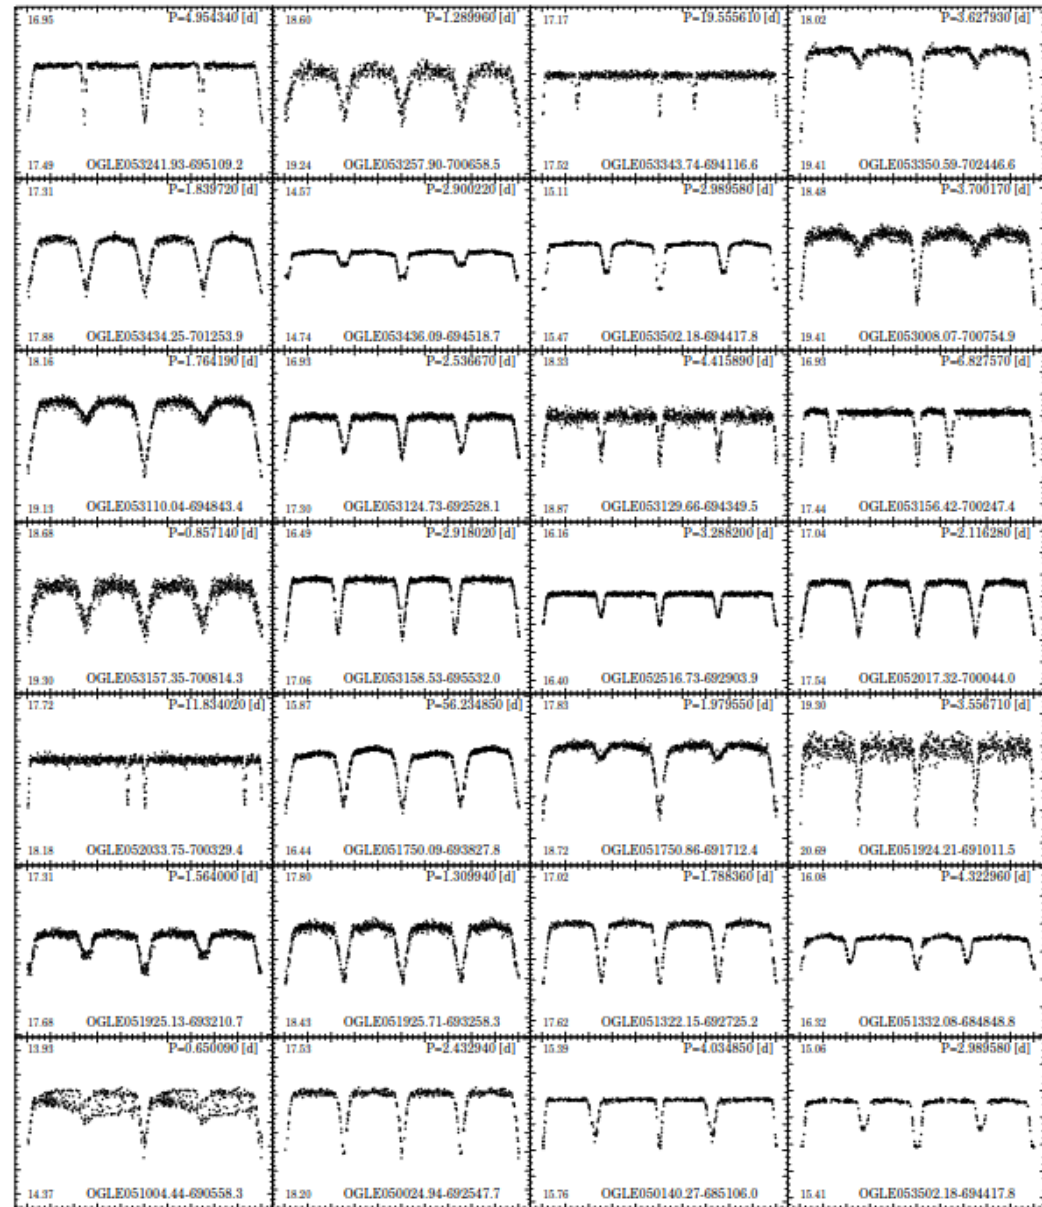 16.95 P=4.954340 [d]
17.49 OGLE053241.93-695109.2
18.60 P=1.289960 [d]
19.24 OGLE053257.90-700658.5
17.17 P=19.555610 [d]
17.52 OGLE053343.74-694116.6
18.02 P=3.627930 [d]
19.41 OGLE053350.59-702446.6
17.31 P=1.839720 [d]
17.88 OGLE053434.25-701253.9
14.57 P=2.900220 [d]
14.74 OGLE053436.09-694518.7
15.11 P=2.989580 [d]
15.47 OGLE053502.18-694417.8
18.48 P=3.700170 [d]
19.41 OGLE053008.07-700754.9
18.16 P=1.764190 [d]
19.13 OGLE053110.04-694843.4
16.93 P=2.536670 [d]
17.30 OGLE053124.73-692528.1
18.33 P=4.415890 [d]
18.87 OGLE053129.66-694349.5
16.93 P=6.827570 [d]
17.44 OGLE053156.42-700247.4
18.68 P=0.857140 [d]
19.30 OGLE053157.35-700814.3
16.49 P=2.918020 [d]
17.06 OGLE053158.53-695532.0
16.16 P=3.288200 [d]
16.40 OGLE052516.73-692903.9
17.04 P=2.116280 [d]
17.54 OGLE052017.32-700044.0
17.72 P=11.834020 [d]
18.18 OGLE052033.75-700329.4
15.87 P=56.234850 [d]
16.44 OGLE051750.09-693827.8
17.83 P=1.979550 [d]
18.72 OGLE051750.86-691712.4
19.30 P=3.556710 [d]
20.69 OGLE051924.21-691011.5
17.31 P=1.564000 [d]
17.68 OGLE051925.13-693210.7
17.80 P=1.309940 [d]
18.43 OGLE051925.71-693258.3
17.02 P=1.788360 [d]
17.62 OGLE051322.15-692725.2
16.08 P=4.322960 [d]
16.32 OGLE051332.08-684848.8
13.93 P=0.650090 [d]
14.37 OGLE051004.44-690558.3
17.53 P=2.432940 [d]
18.20 OGLE050024.94-692547.7
15.39 P=4.034850 [d]
15.76 OGLE050140.27-685106.0
15.06 P=2.989580 [d]
15.41 OGLE053502.18-694417.8